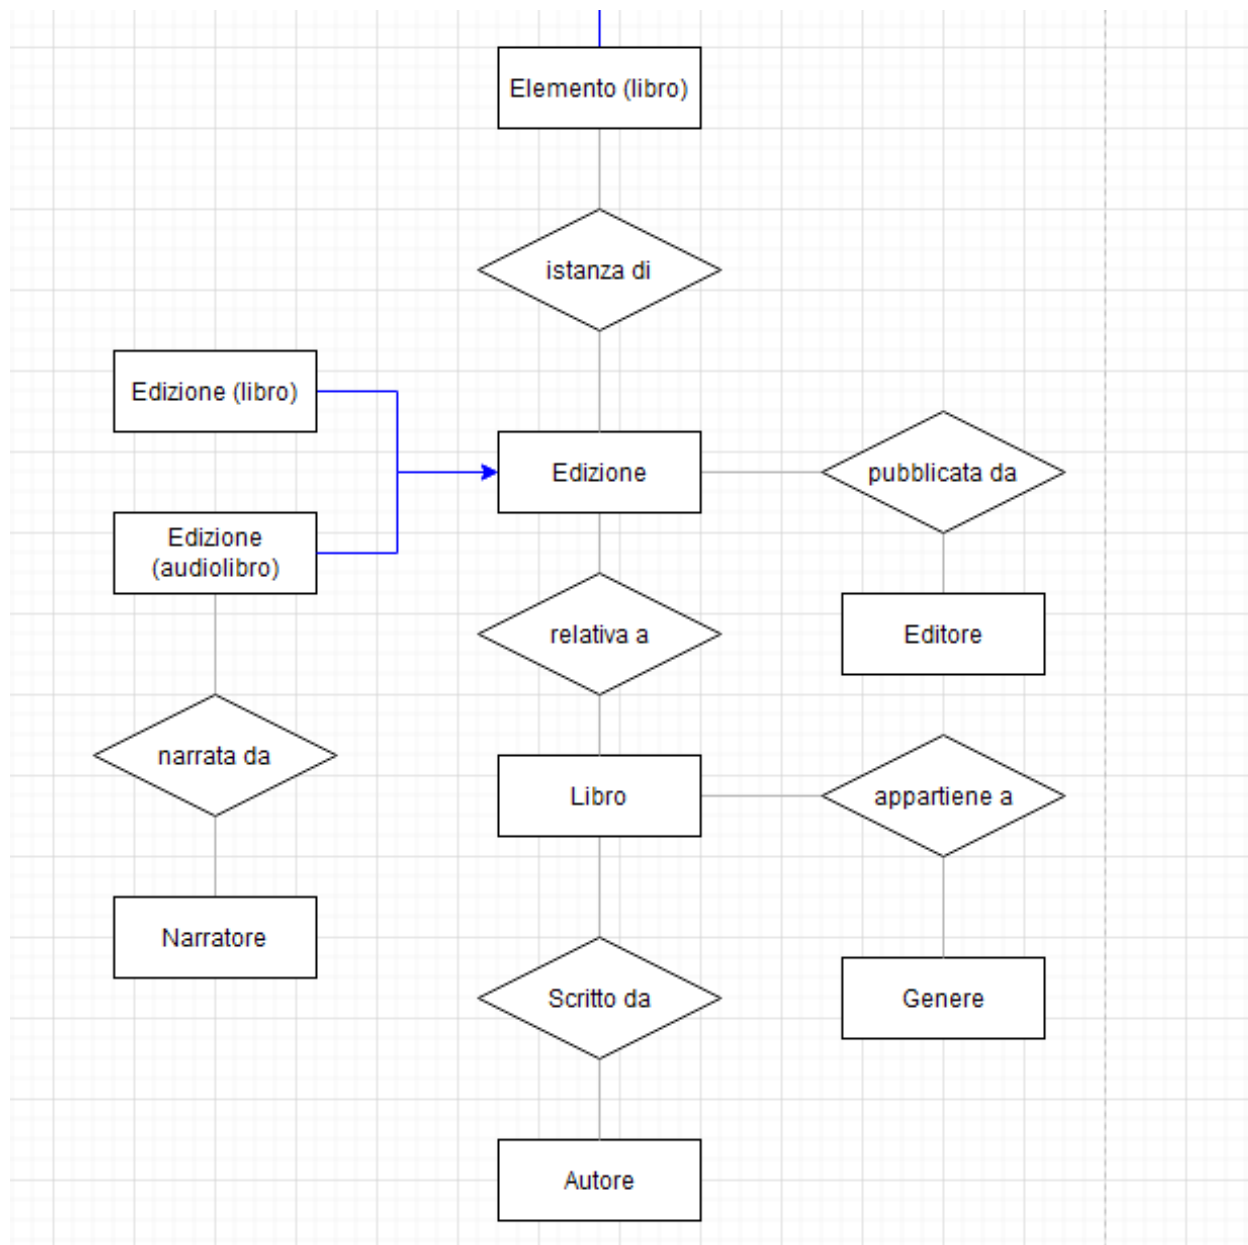 Elemento (libro)
istanza di
Edizione (libro)
Edizione
pubblicata da
Edizione
(audiolibro)
relativa a
Editore
narrata da
Libro
appartiene a
Narratore
Scritto da
Genere
Autore